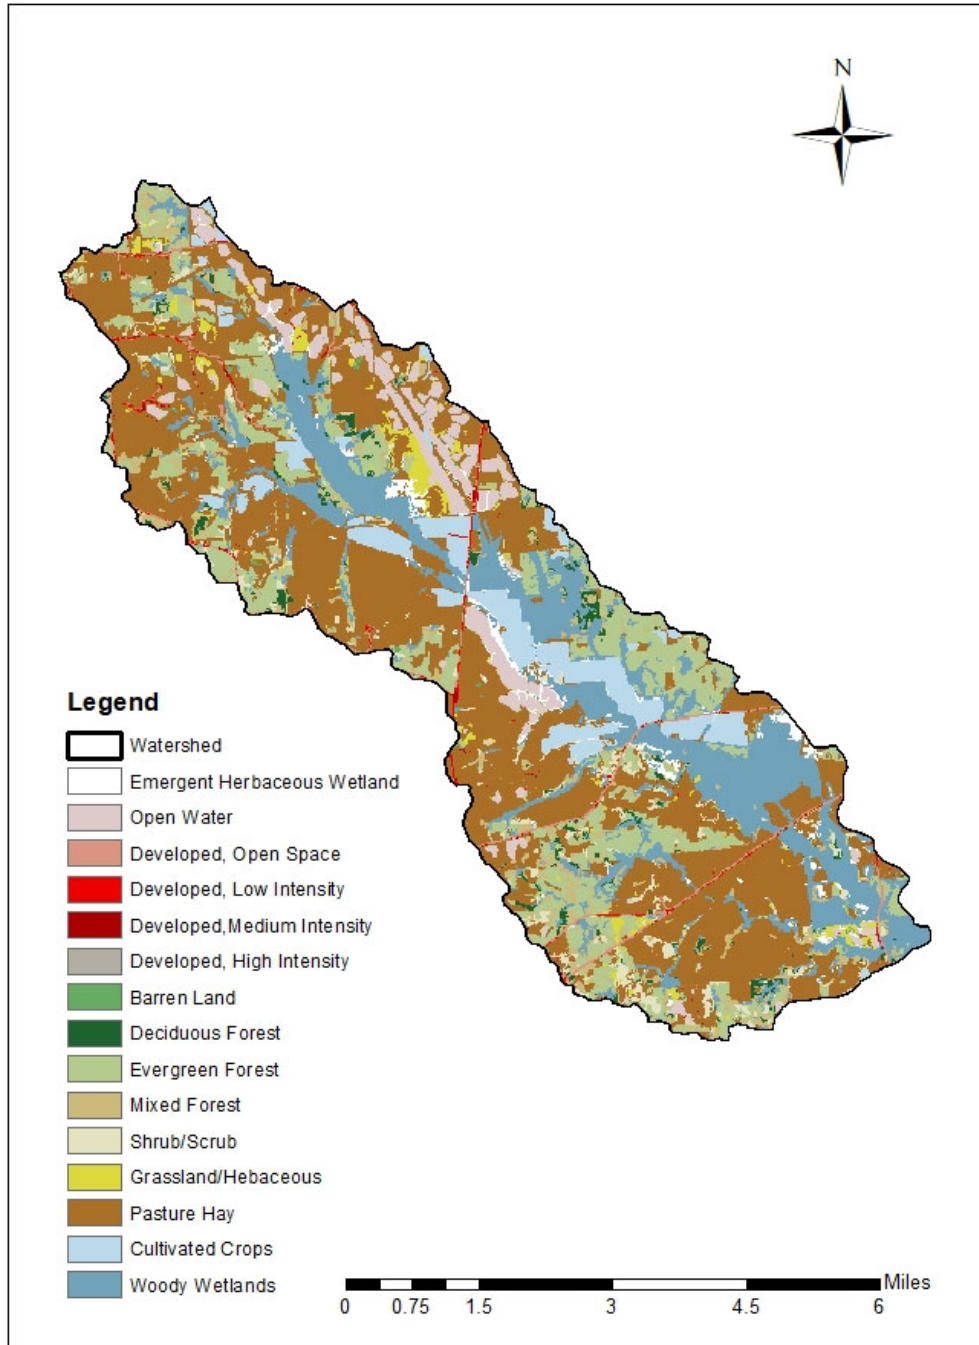 N
Legend
Watershed
Emergent Herbaceous Wetland
Open Water
Developed, Open Space
Developed, Low Intensity
Developed,Medium Intensity
Developed, High Intensity
Barren Land
Deciduous Forest
Evergreen Forest
Mixed Forest
Shrub/Scrub
Grassland/Hebaceous
Pasture Hay
Cultivated Crops
Woody Wetlands
Miles
0 0.75 1.5 3 4.5 6